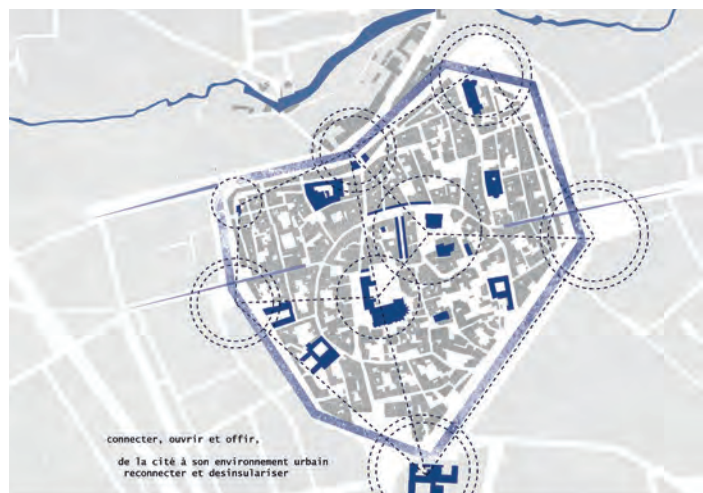 connecter, ouvrir et offir,
de la cité à son environnement urbain
reconnecter et desinsulariser